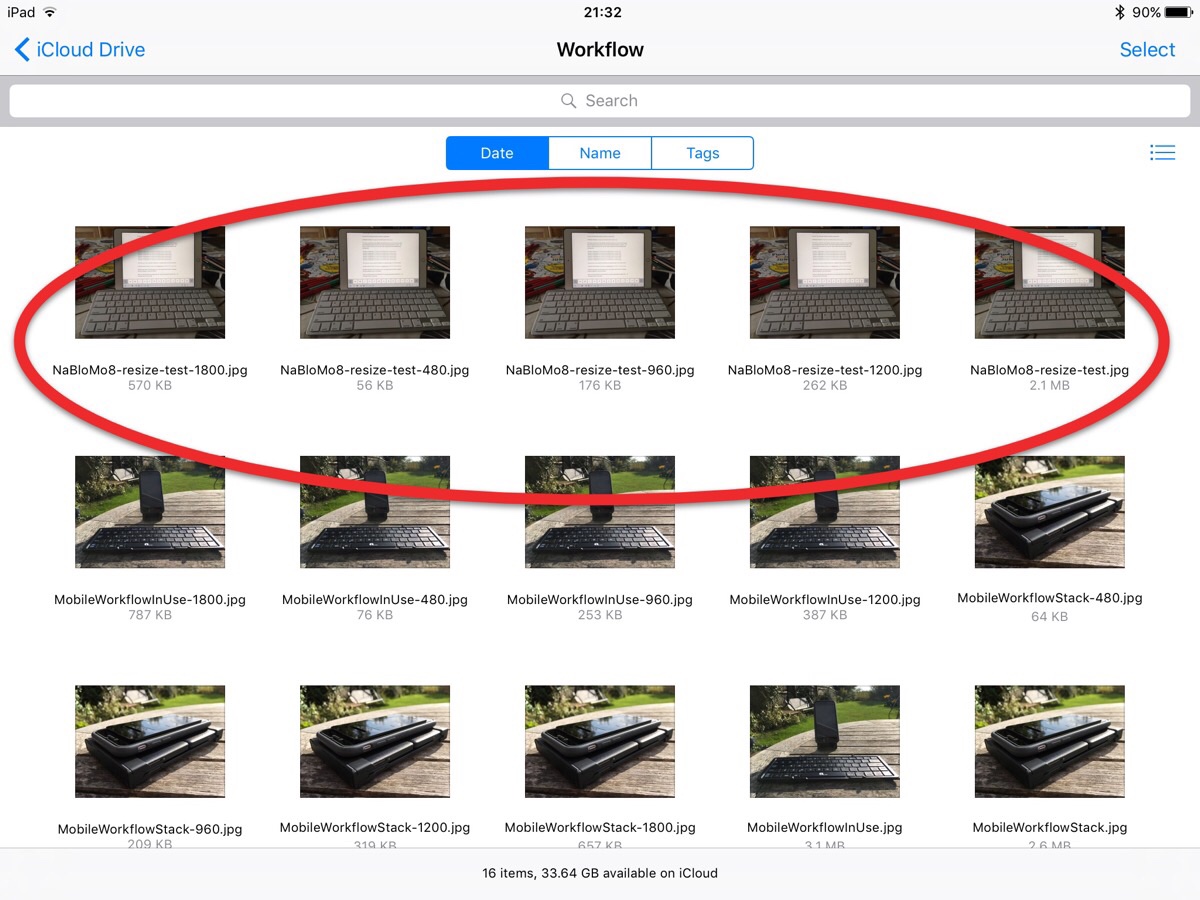 iPad 21:32 90%
iCloud Drive Workflow Select
Search
Date Name Tags
NaBloMo8-resize-test-1800.jpg NaBloMo8-resize-test-480.jpg NaBloMo8-resize-test-960.jpg NaBloMo8-resize-test-1200.jpg NaBloMo8-resize-test.jpg
570 KB 56 KB 176 KB 262 KB 2.1 MB
MobileWorkflowInUse-1800.jpg MobileWorkflowInUse-480.jpg MobileWorkflowInUse-960.jpg MobileWorkflowInUse-1200.jpg MobileWorkflowStack-480.jpg
787 KB 76 KB 253 KB 387 KB 64 KB
MobileWorkflowStack-960.jpg MobileWorkflowStack-1200.jpg MobileWorkflowStack-1800.jpg MobileWorkflowInUse.jpg MobileWorkflowStack.jpg
209 KB 319 KB 657 KB 3.1 MB 2.6 MB
16 items, 33.64 GB available on iCloud